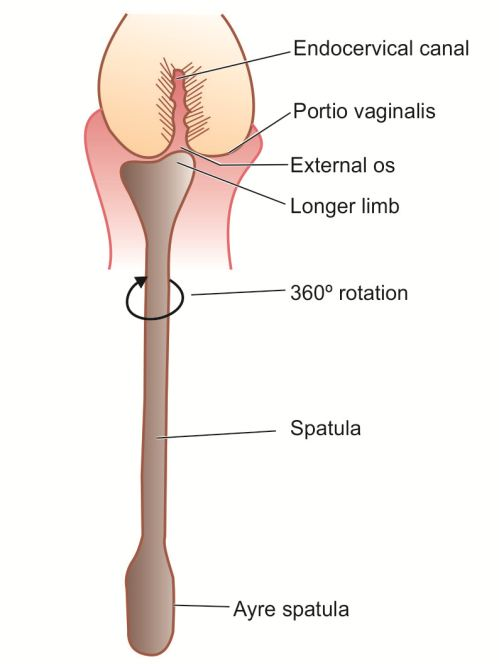 Endocervical canal
Portio vaginalis
External os
Longer limb
360º rotation
Spatula
Ayre spatula